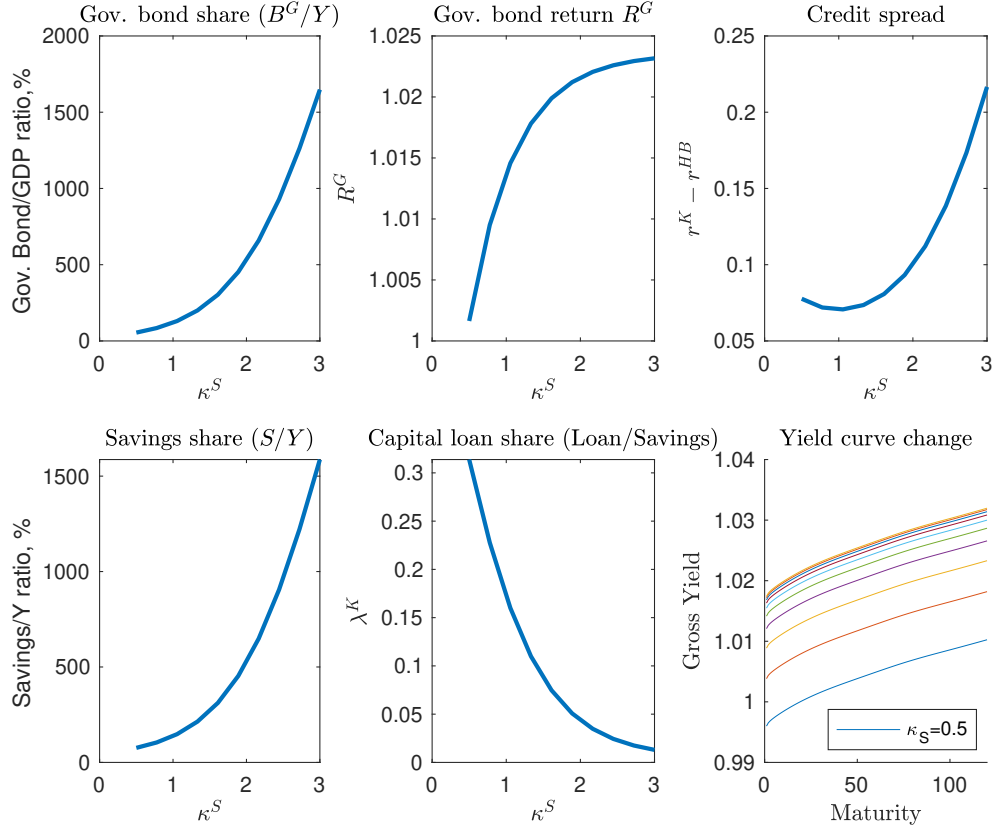 Gov. bond share (B^G/Y)
Gov. Bond/GDP ratio,%
2000
1500
1000
500
0
0 1 2 3
κ^S
Gov. bond return R^G
R^G
1.025
1.02
1.015
1.01
1.005
1
0 1 2 3
κ^S
Credit spread
r^K − r^{HB}
0.25
0.2
0.15
0.1
0.05
0 1 2 3
κ^S
Savings share (S/Y)
Savings/Y ratio, %
1500
1000
500
0
0 1 2 3
κ^S
Capital loan share (Loan/Savings)
λ^K
0.3
0.25
0.2
0.15
0.1
0.05
0
0 1 2 3
κ^S
Yield curve change
Gross Yield
1.04
1.03
1.02
1.01
1
0.99
κ_S=0.5
0 50 100
Maturity